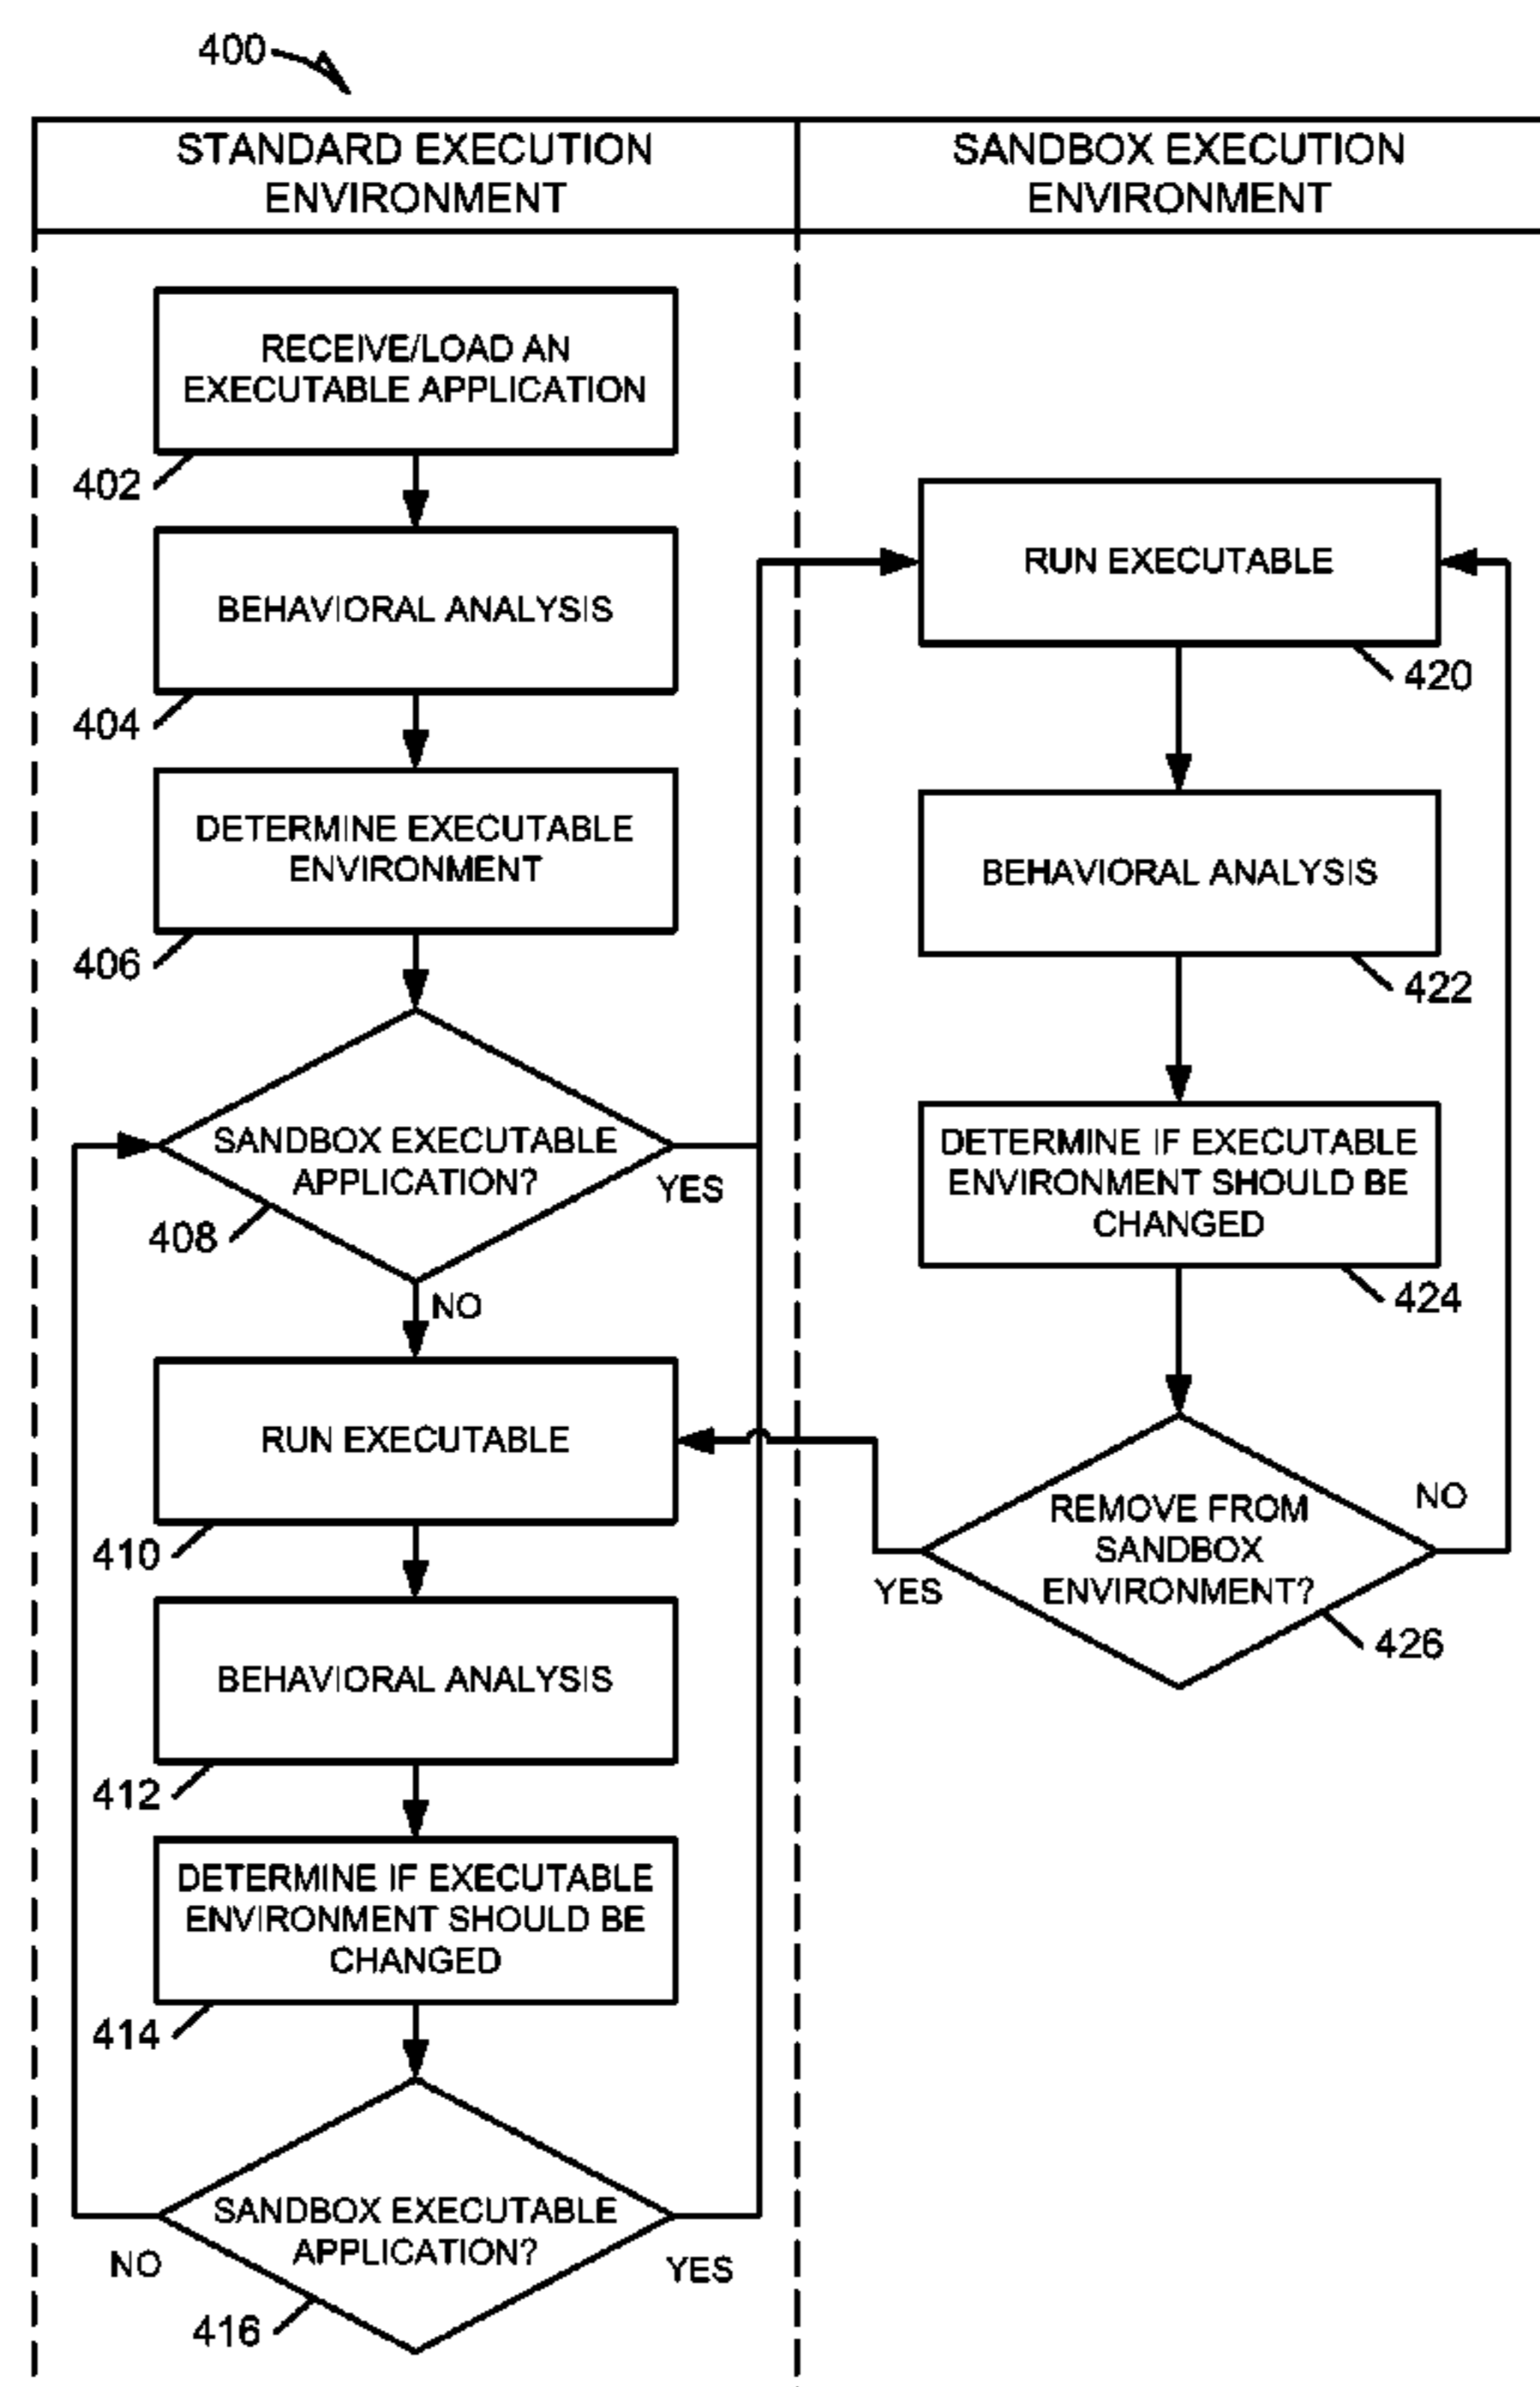 400
STANDARD EXECUTION
ENVIRONMENT
SANDBOX EXECUTION
ENVIRONMENT
RECEIVE/LOAD AN
EXECUTABLE APPLICATION
402
BEHAVIORAL ANALYSIS
404
DETERMINE EXECUTABLE
ENVIRONMENT
406
SANDBOX EXECUTABLE
APPLICATION?
YES
408
NO
RUN EXECUTABLE
410
BEHAVIORAL ANALYSIS
412
DETERMINE IF EXECUTABLE
ENVIRONMENT SHOULD BE
CHANGED
414
SANDBOX EXECUTABLE
APPLICATION?
NO
YES
416
RUN EXECUTABLE
420
BEHAVIORAL ANALYSIS
422
DETERMINE IF EXECUTABLE
ENVIRONMENT SHOULD BE
CHANGED
424
REMOVE FROM
SANDBOX
ENVIRONMENT?
NO
YES
426